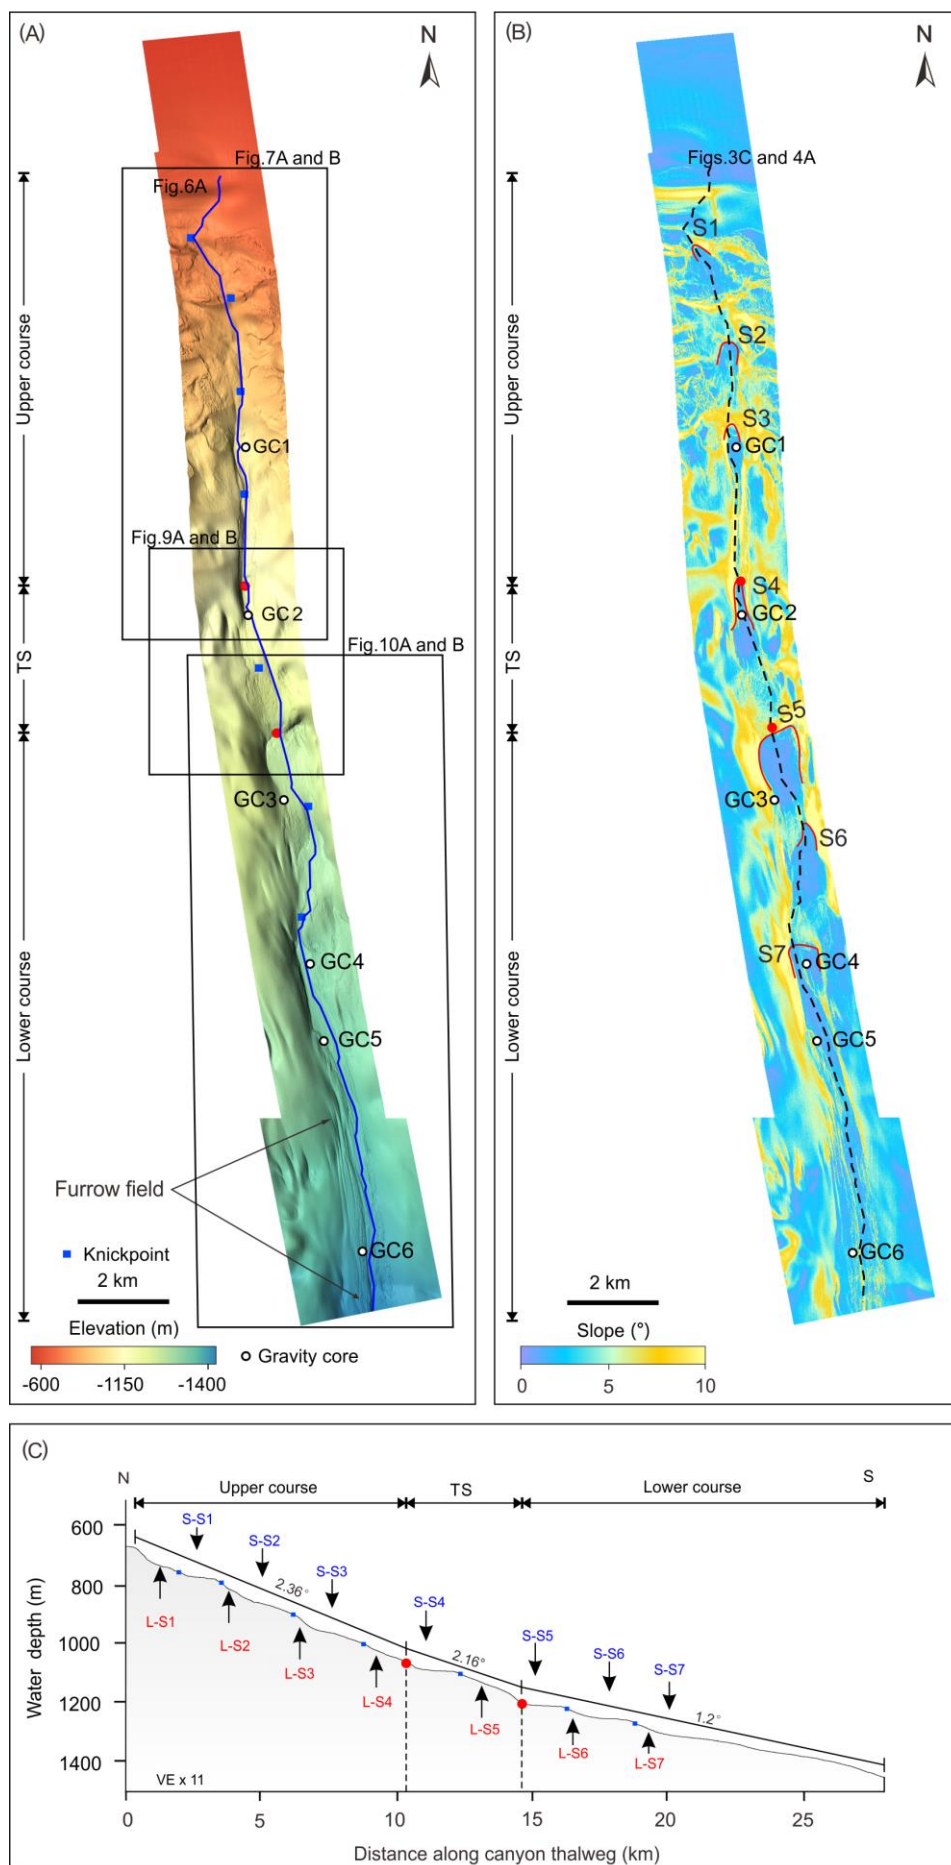 (A)
N
Fig.7A and B
Fig.6A
Upper course
GC1
Fig.9A and B
GC2
TS
Fig.10A and B
GC3
Lower course
GC4
GC5
Furrow field
GC6
Knickpoint
2 km
Elevation (m)
Gravity core
-600 -1150 -1400
(B)
N
Figs.3C and 4A
S1
Upper course
S2
S3
GC1
S4
GC2
TS
S5
GC3
S6
Lower course
S7
GC4
GC5
GC6
2 km
Slope (°)
0 5 10
(C)
N S
Upper course TS Lower course
600
800
1000
1200
1400
Water depth (m)
S-S1
S-S2
S-S3
S-S4
S-S5
S-S6
S-S7
2.36°
2.16°
1.2°
L-S1
L-S2
L-S3
L-S4
L-S5
L-S6
L-S7
VE x 11
0 5 10 15 20 25
Distance along canyon thalweg (km)